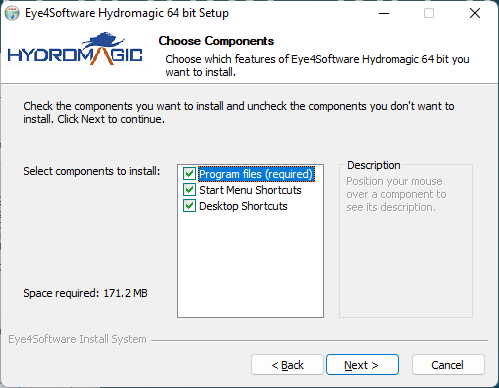 Eye4Software Hydromagic 64 bit Setup
HYDROMAGIC
Choose Components
Choose which features of Eye4Software Hydromagic 64 bit you
want to install.
Check the components you want to install and uncheck the components you don't want to
install. Click Next to continue.
Select components to install:
Program files (required)
Start Menu Shortcuts
Desktop Shortcuts
Description
Position your mouse
over a component to
see its description.
Space required: 171.2 MB
Eye4Software Install System
< Back
Next >
Cancel